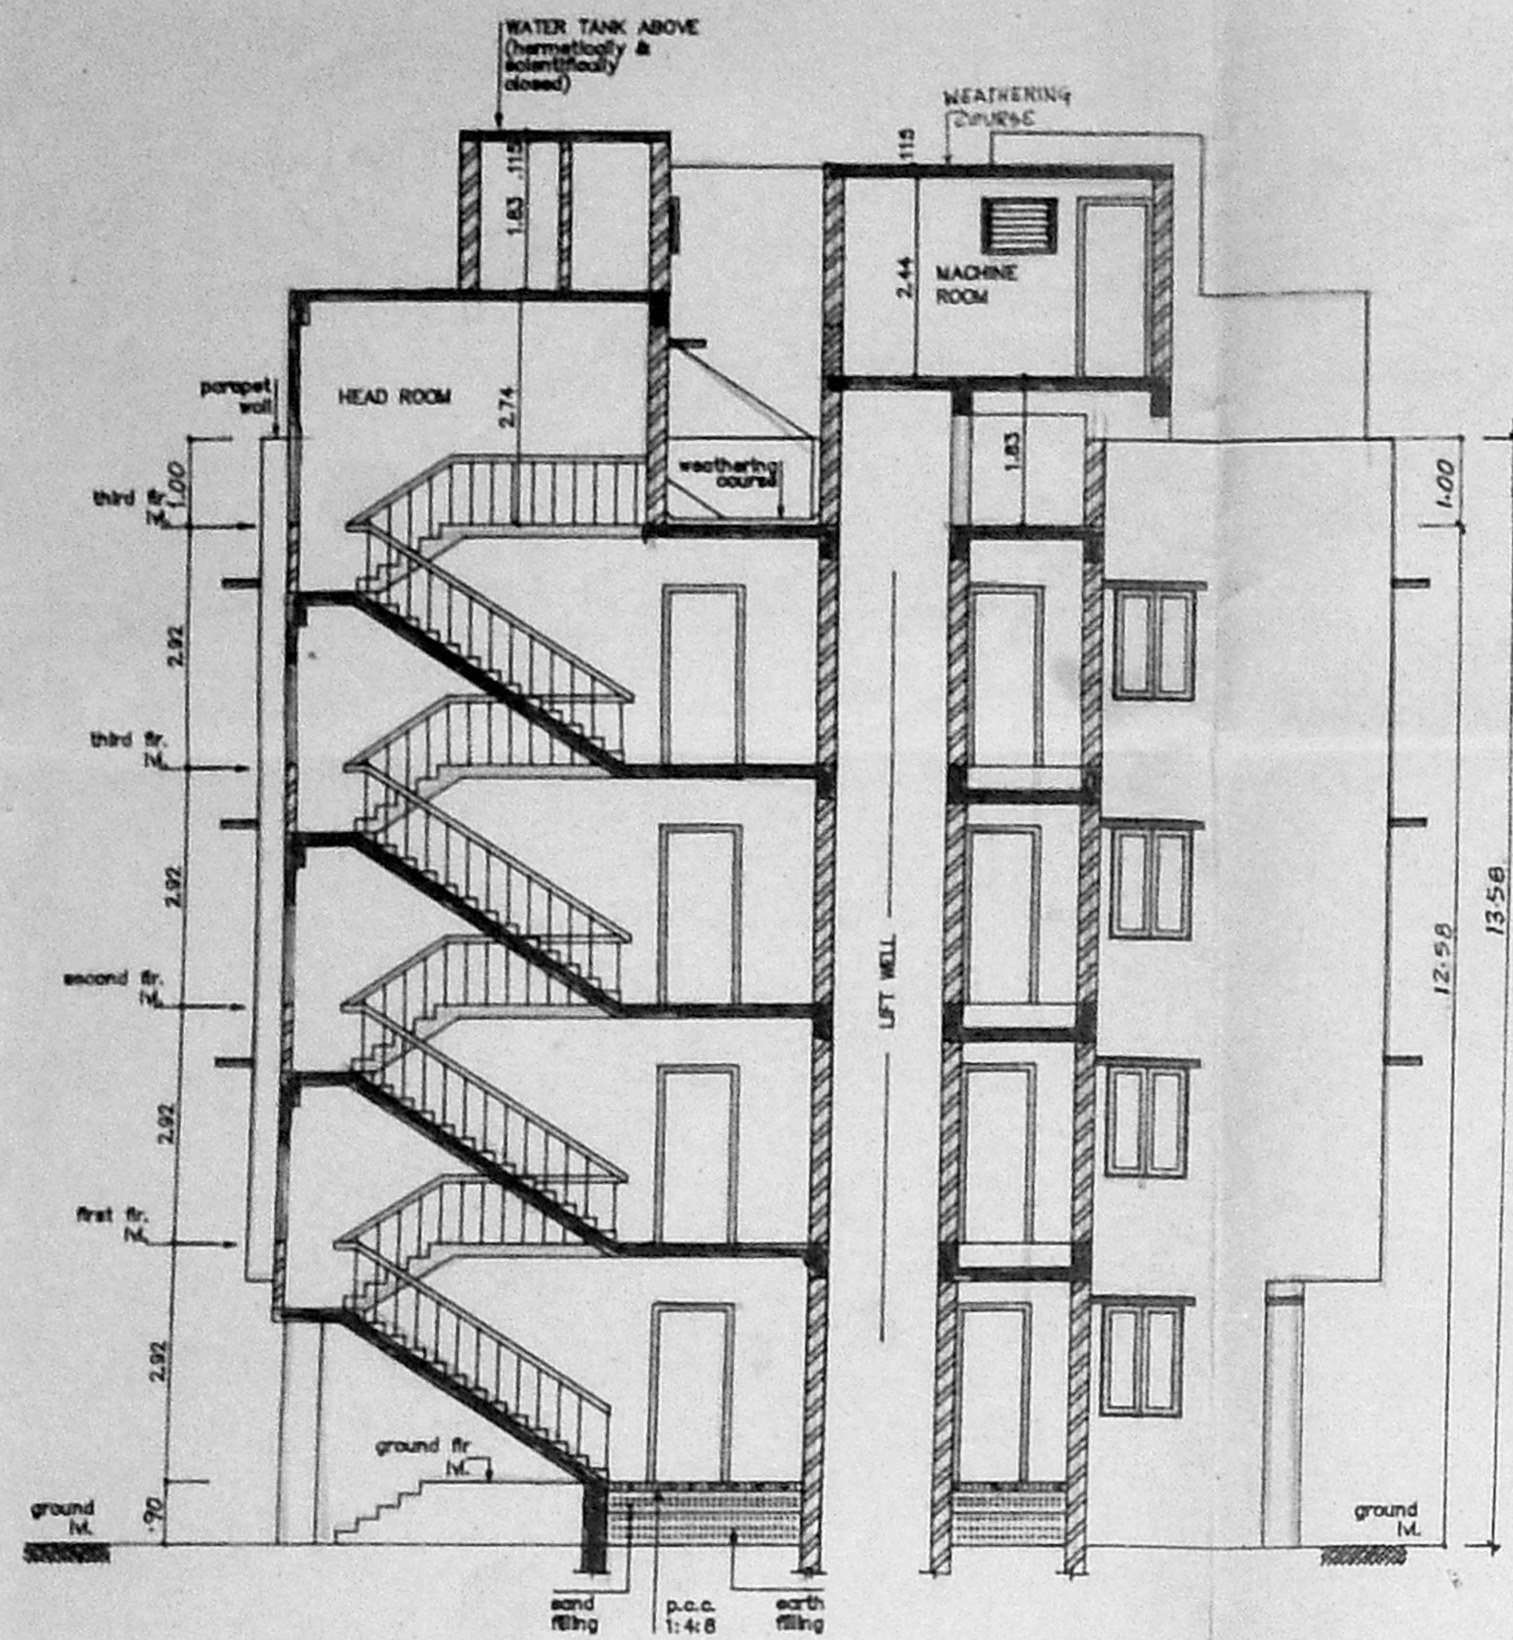 WATER TANK ABOVE
(hermetically &
scientifically
closed)
WEATHERING
COURSE
.115
.115
1.83
2.44
MACHINE
ROOM
parapet
wall
HEAD ROOM
2.74
weathering
course
1.83
1.00
1.00
third flr.
lvl.
2.92
third flr.
lvl.
2.92
second flr.
lvl.
LIFT WELL
12.58
13.58
2.92
first flr.
lvl.
2.92
ground flr
lvl.
ground
lvl.
.90
ground
lvl.
sand
filling
p.c.c.
1:4:8
earth
filling